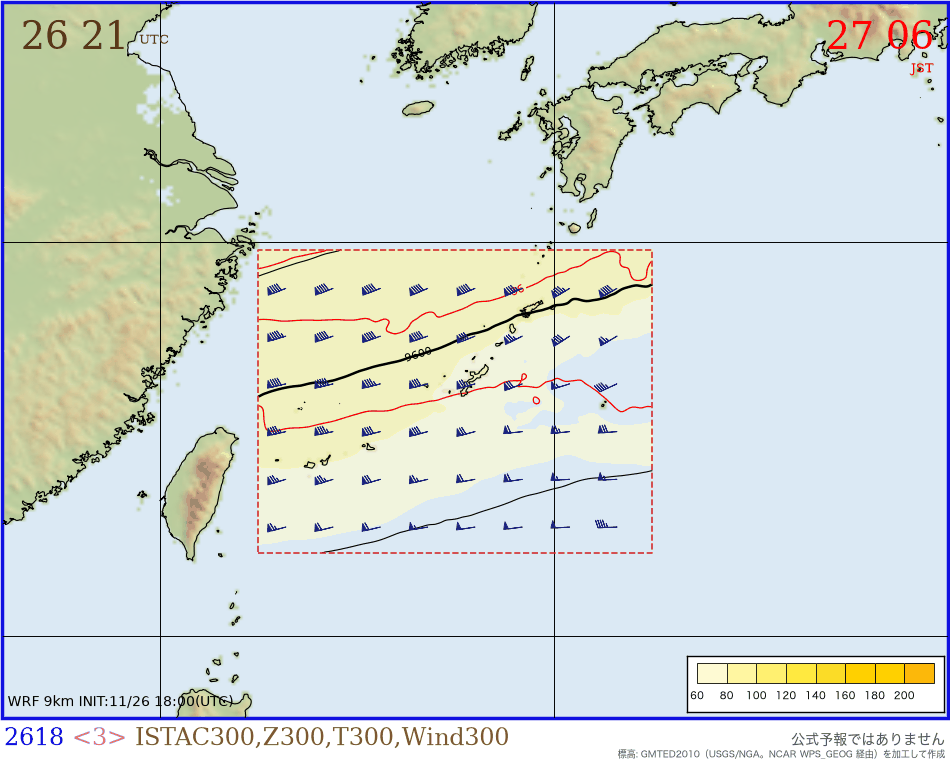 26 21 UTC
27 06
JST
9600
60 80 100 120 140 160 180 200
WRF 9km INIT:11/26 18:00(UTC)
2618 <3> ISTAC300,Z300,T300,Wind300
公式予報ではありません
標高: GMTED2010（USGS/NGA。NCAR WPS_GEOG 経由）を加工して作成